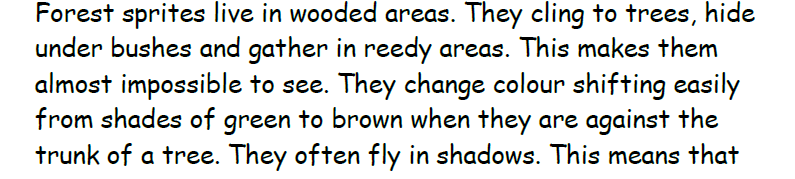 Forest sprites live in wooded areas. They cling to trees, hide
under bushes and gather in reedy areas. This makes them
almost impossible to see. They change colour shifting easily
from shades of green to brown when they are against the
trunk of a tree. They often fly in shadows. This means that